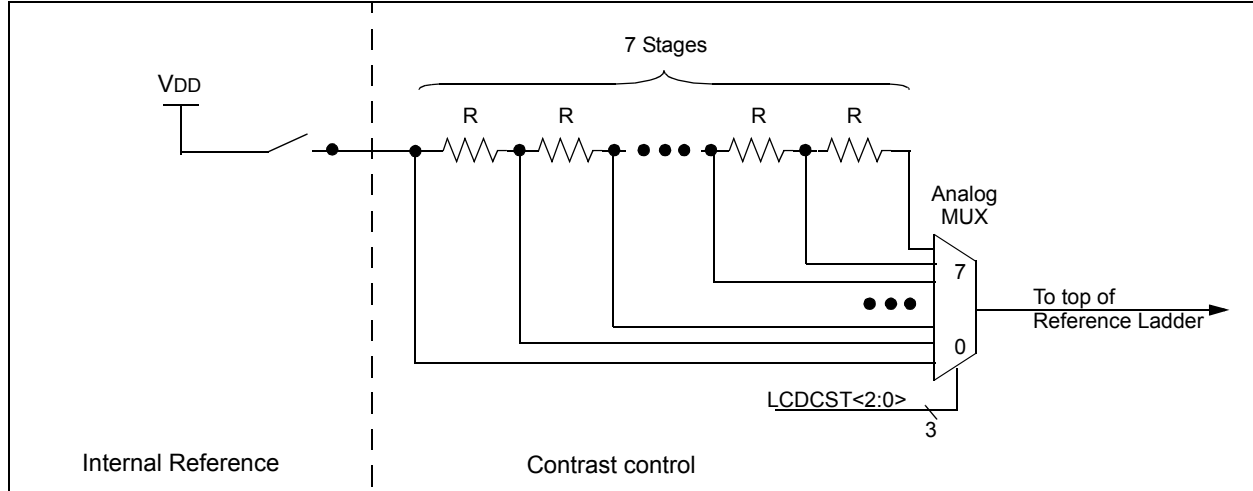 7 Stages
VDD
R
R
R
R
Analog
MUX
7
To top of
Reference Ladder
0
LCDCST<2:0>
3
Internal Reference
Contrast control